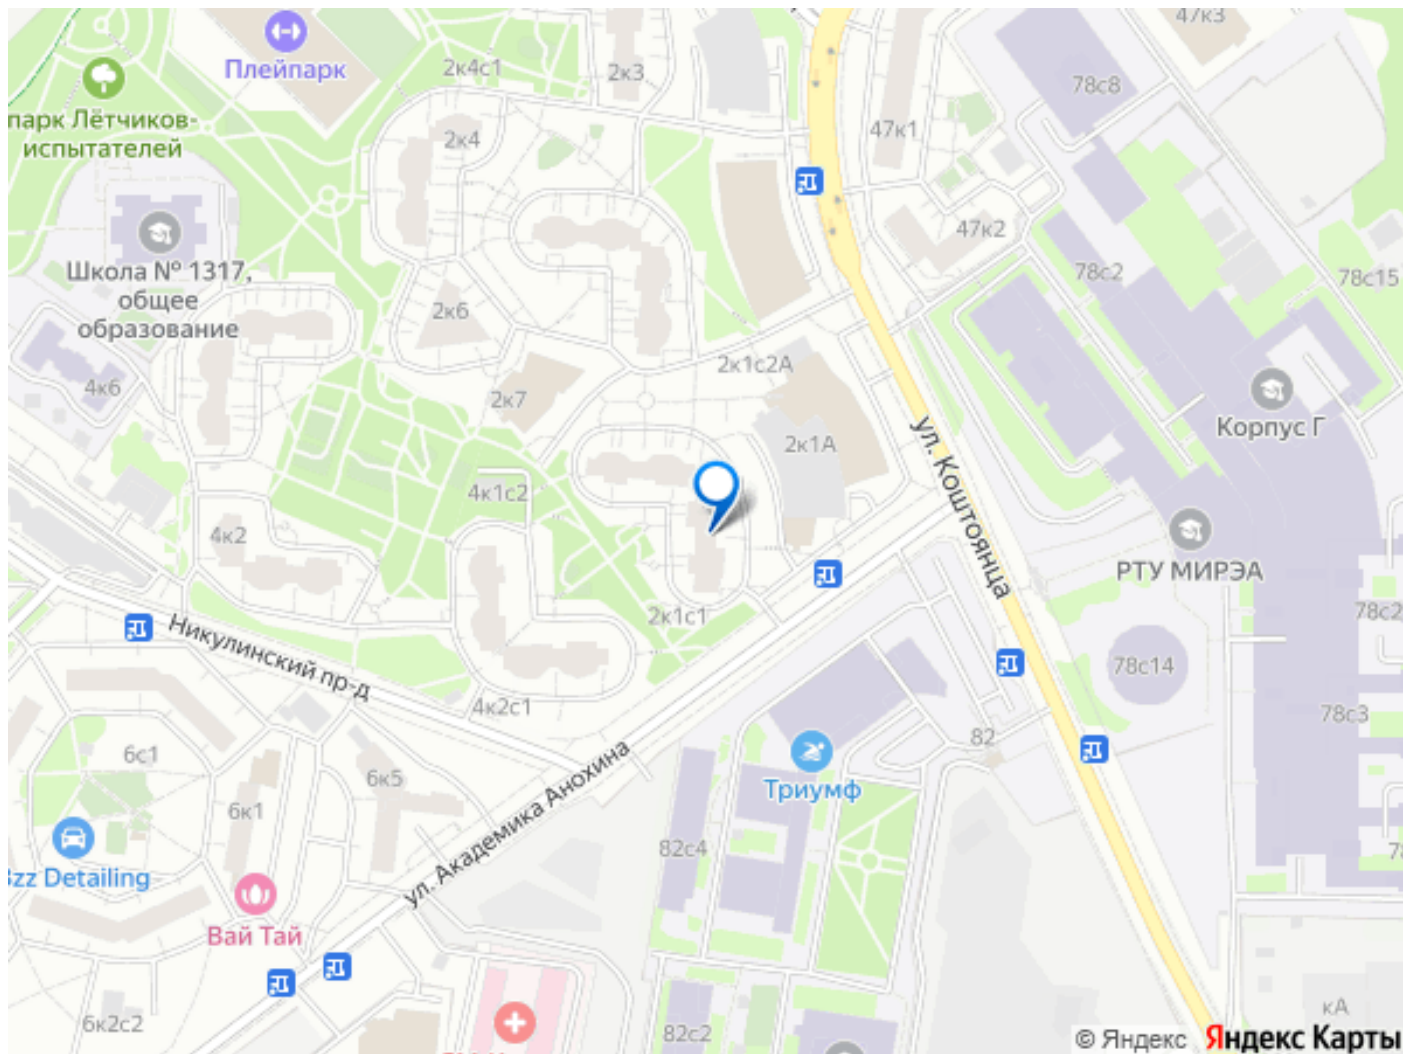 47к3
Плейпарк
2к4с1
2к3
78с8
парк Лётчиков-
испытателей
2к4
47к1
47к2
Школа № 1317,
общее
образование
78с2
78с15
2к6
2к1с2А
4к6
2к7
Корпус Г
2к1А
ул. Коштоянца
4к1с2
4к2
РТУ МИРЭА
2к1с1
Никулинский пр-д
78с2
78с14
4к2с1
78с3
82
6с1
6к5
Триумф
6к1
ул. Академика Анохина
82с4
zz Detailing
Вай Тай
6к2с2
82с2
кА
© Яндекс Яндекс Карты